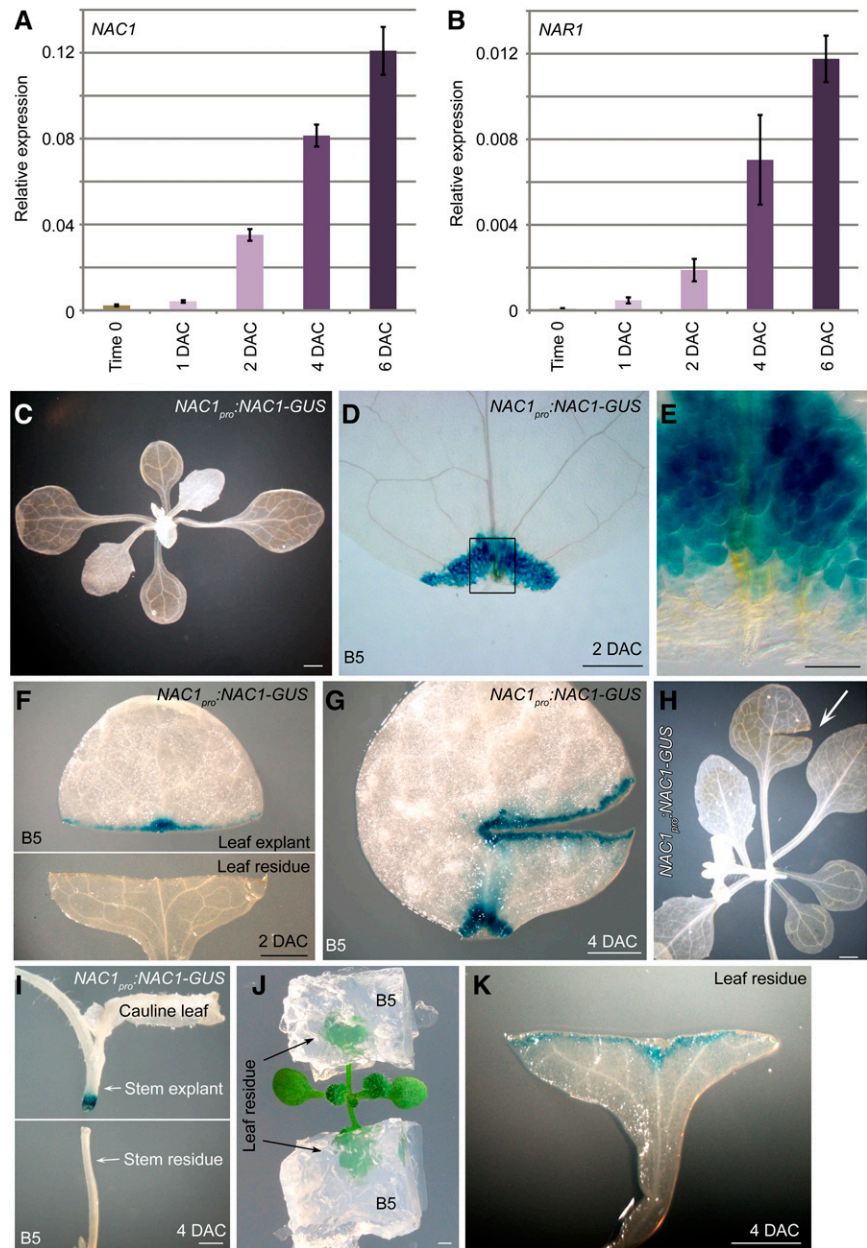 A
NAC1
Relative expression
0.12
0.08
0.04
0
Time 0
1 DAC
2 DAC
4 DAC
6 DAC
B
NAR1
Relative expression
0.012
0.008
0.004
0
Time 0
1 DAC
2 DAC
4 DAC
6 DAC
C
NAC1pro:NAC1-GUS
D
NAC1pro:NAC1-GUS
B5
2 DAC
E
F
NAC1pro:NAC1-GUS
B5
Leaf explant
Leaf residue
2 DAC
G
NAC1pro:NAC1-GUS
B5
4 DAC
H
NAC1pro:NAC1-GUS
I
NAC1pro:NAC1-GUS
Cauline leaf
Stem explant
Stem residue
B5
4 DAC
J
B5
Leaf residue
Leaf residue
B5
K
Leaf residue
4 DAC